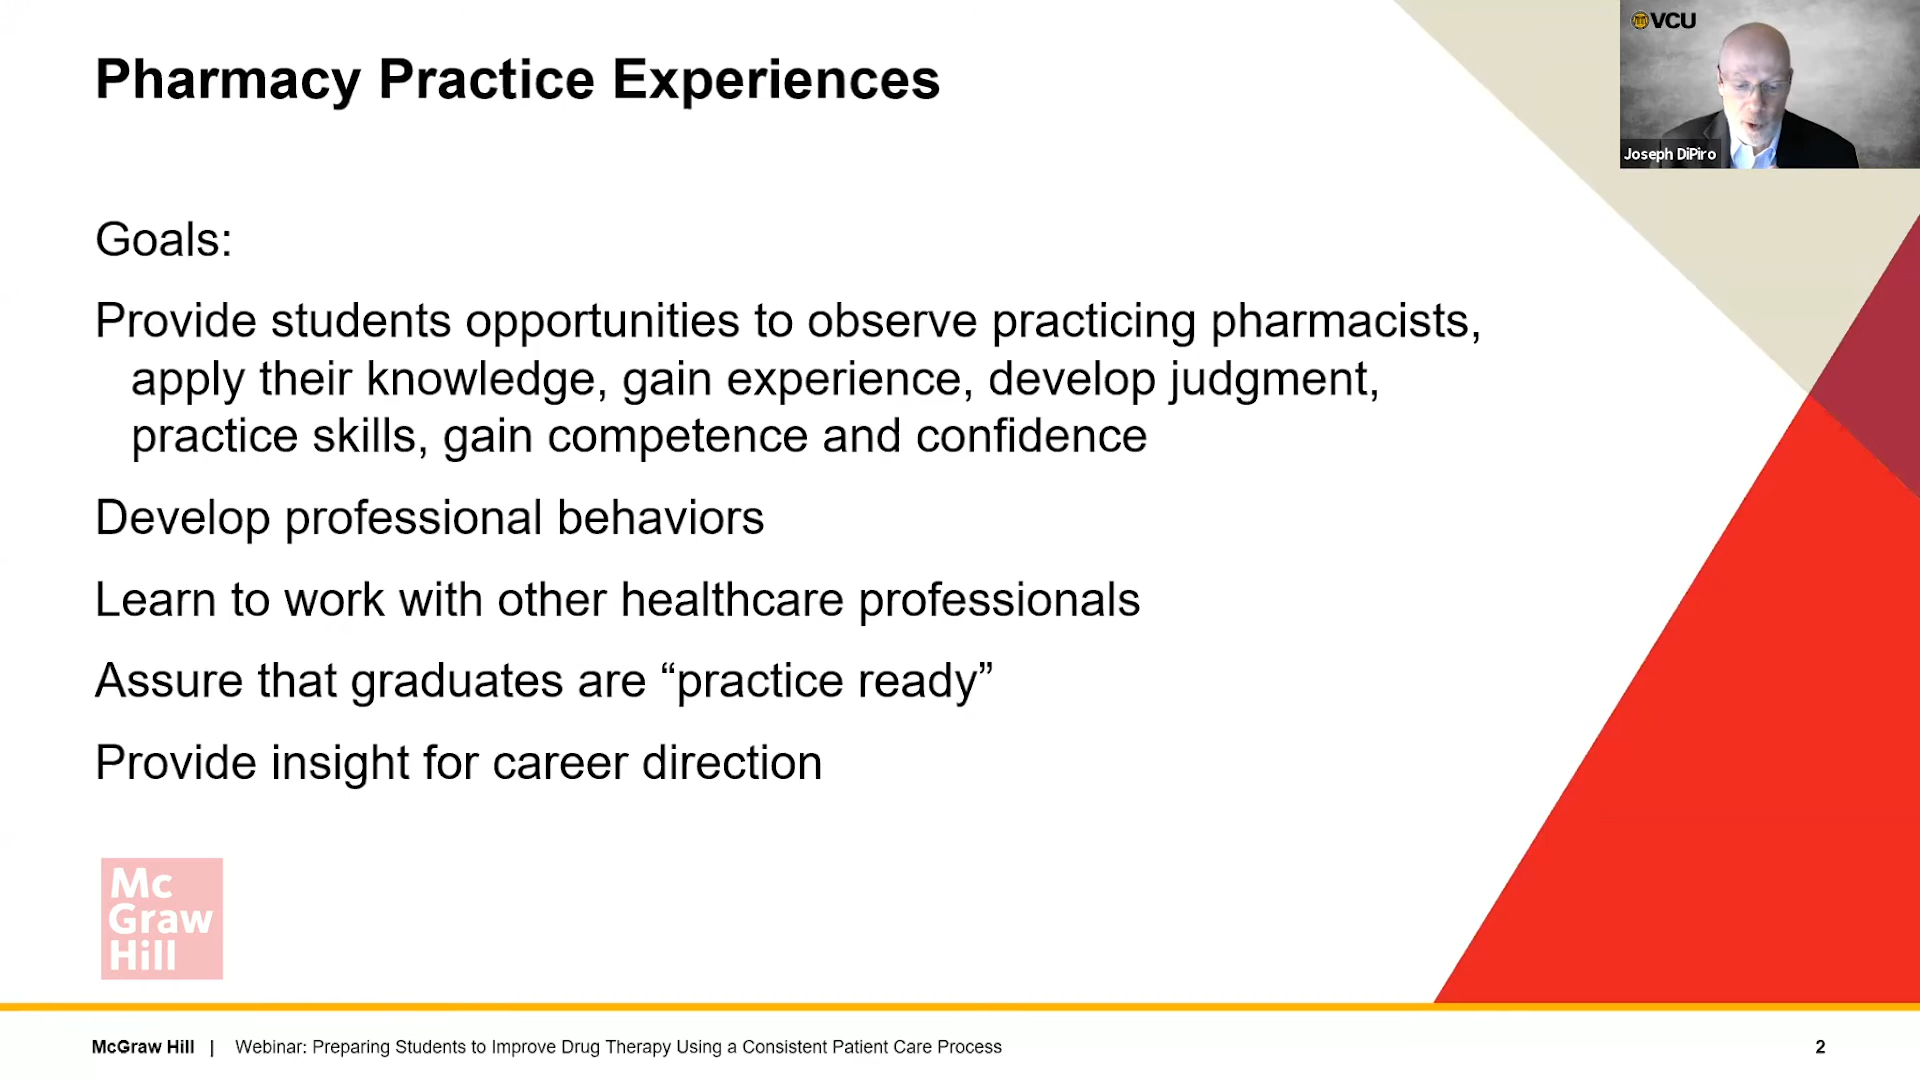 Pharmacy Practice Experiences
VCU
Joseph DiPiro
Goals:
Provide students opportunities to observe practicing pharmacists,
apply their knowledge, gain experience, develop judgment,
practice skills, gain competence and confidence
Develop professional behaviors
Learn to work with other healthcare professionals
Assure that graduates are “practice ready”
Provide insight for career direction
Mc
Graw
Hill
McGraw Hill | Webinar: Preparing Students to Improve Drug Therapy Using a Consistent Patient Care Process 2